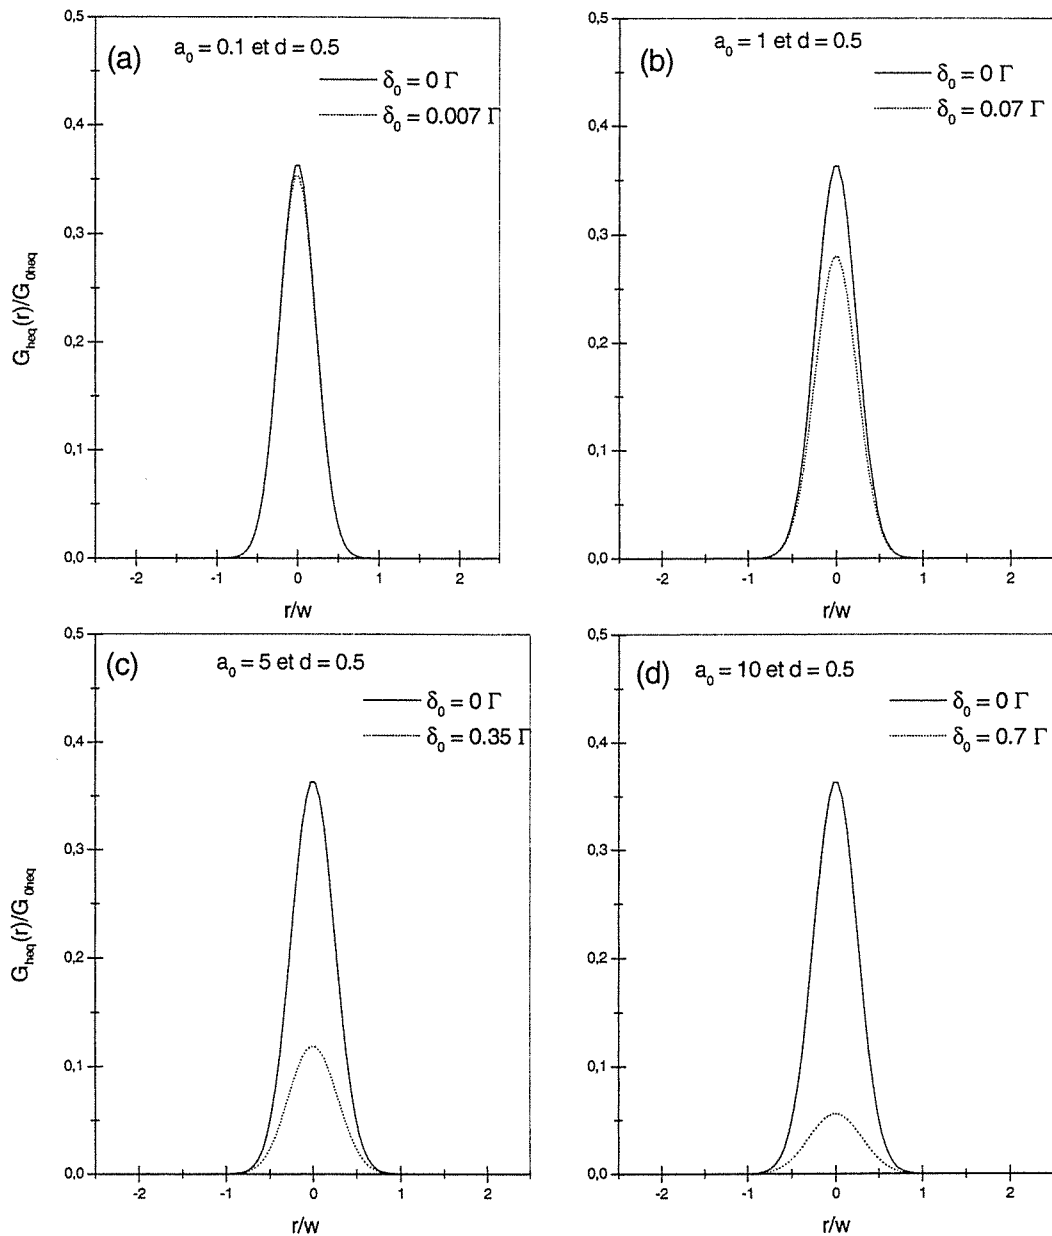 (a)
a₀ = 0.1 et d = 0.5
δ₀ = 0 Γ
δ₀ = 0.007 Γ
0,5
0,4
0,3
0,2
0,1
0,0
G_heq(r)/G_0heq
-2 -1 0 1 2
r/w
(b)
a₀ = 1 et d = 0.5
δ₀ = 0 Γ
δ₀ = 0.07 Γ
0,5
0,4
0,3
0,2
0,1
0,0
-2 -1 0 1 2
r/w
(c)
a₀ = 5 et d = 0.5
δ₀ = 0 Γ
δ₀ = 0.35 Γ
0,5
0,4
0,3
0,2
0,1
0,0
G_heq(r)/G_0heq
-2 -1 0 1 2
r/w
(d)
a₀ = 10 et d = 0.5
δ₀ = 0 Γ
δ₀ = 0.7 Γ
0,5
0,4
0,3
0,2
0,1
0,0
-2 -1 0 1 2
r/w